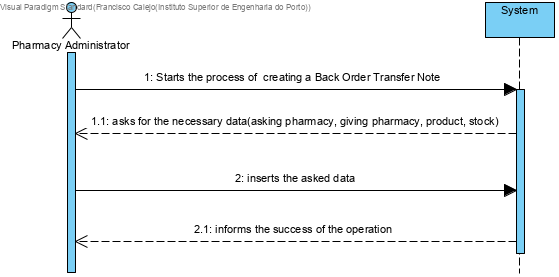 Visual Paradigm Standard(Francisco Calejo(Instituto Superior de Engenharia do Porto))
System
Pharmacy Administrator
1: Starts the process of creating a Back Order Transfer Note
1.1: asks for the necessary data(asking pharmacy, giving pharmacy, product, stock)
2: inserts the asked data
2.1: informs the success of the operation